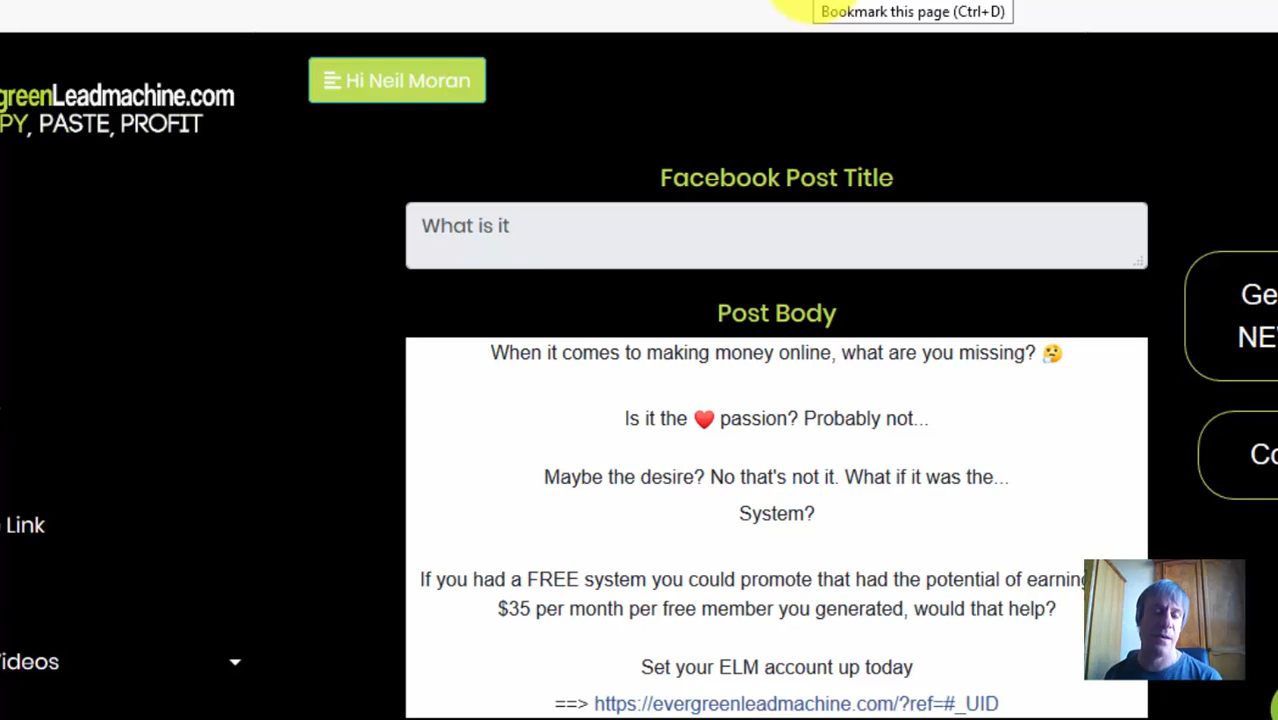 Bookmark this page (Ctrl+D)
Hi Neil Moran
greenLeadmachine.com
PY, PASTE, PROFIT
Facebook Post Title
What is it
Post Body
When it comes to making money online, what are you missing? 🤔
Is it the ❤️ passion? Probably not...
Maybe the desire? No that's not it. What if it was the...
System?
If you had a FREE system you could promote that had the potential of earning
$35 per month per free member you generated, would that help?
Set your ELM account up today
==> https://evergreenleadmachine.com/?ref=#_UID
Link
ideos
Ge
NE
Co